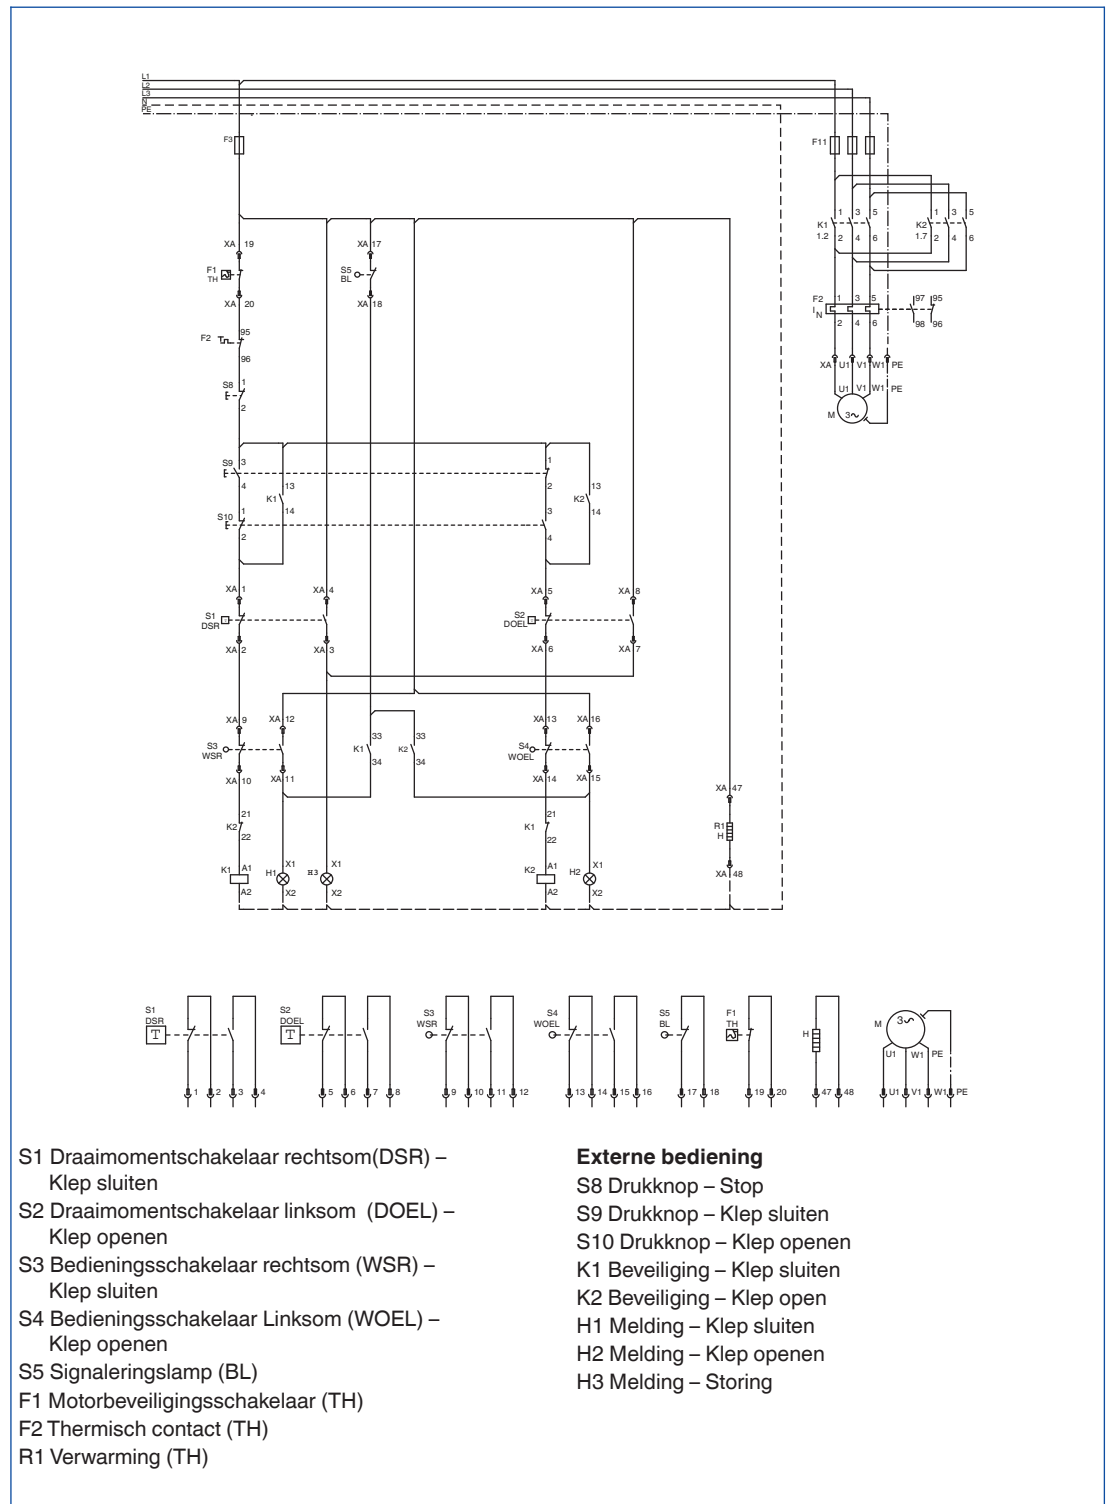 L1
L2
L3
N
PE
F3
F11
1 3 5 1 3 5
K1 K2
1.2 2 4 6 1.7 2 4 6
XA 19 XA 17
F1 S5
TH BL
XA 20 XA 18
F2 1 3 5 97 95
I N
2 4 6 98 96
F2 95
96
XA U1 V1 W1 PE
U1 V1 W1 PE
M 3~
S8 1
2
S9 3 1
4 2
K1 13 K2 13
14 14
S10 1 3
2 4
XA 1 XA 4 XA 5 XA 8
S1 S2
DSR DOEL
XA 2 XA 3 XA 6 XA 7
XA 9 XA 12 33 33 XA 13 XA 16
S3 K1 K2 S4
WSR WOEL
34 34
XA 10 XA 11 XA 14 XA 15
XA 47
21 21
K2 K1 R1
22 22 H
A1 X1 X1 A1 X1
K1 H1 H3 K2 H2 XA 48
A2 X2 X2 A2 X2
S1 S2 S3 S4 S5 F1
DSR DOEL WSR WOEL BL TH H M 3~
T T
U1 W1 PE
1 2 3 4 5 6 7 8 9 10 11 12 13 14 15 16 17 18 19 20 47 48 U1 V1 W1 PE
S1 Draaimomentschakelaar rechtsom(DSR) –
Klep sluiten
S2 Draaimomentschakelaar linksom (DOEL) –
Klep openen
S3 Bedieningsschakelaar rechtsom (WSR) –
Klep sluiten
S4 Bedieningsschakelaar Linksom (WOEL) –
Klep openen
S5 Signaleringslamp (BL)
F1 Motorbeveiligingsschakelaar (TH)
F2 Thermisch contact (TH)
R1 Verwarming (TH)
Externe bediening
S8 Drukknop – Stop
S9 Drukknop – Klep sluiten
S10 Drukknop – Klep openen
K1 Beveiliging – Klep sluiten
K2 Beveiliging – Klep open
H1 Melding – Klep sluiten
H2 Melding – Klep openen
H3 Melding – Storing